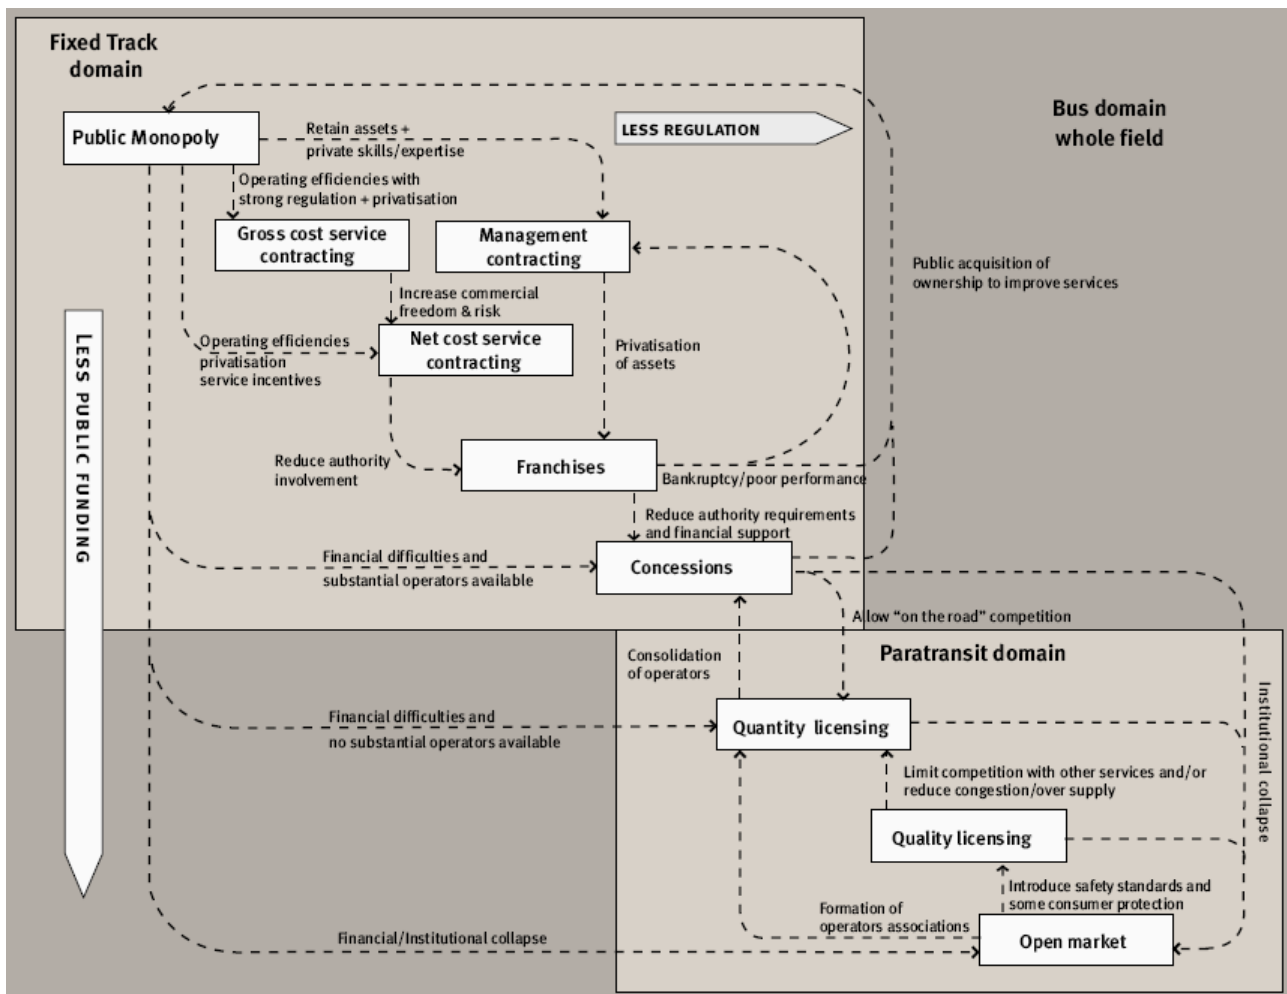 Fixed Track
domain
Bus domain
whole field
Public Monopoly
Retain assets +
private skills/expertise
LESS REGULATION
Operating efficiencies with
strong regulation + privatisation
Gross cost service
contracting
Management
contracting
Public acquisition of
ownership to improve services
Increase commercial
freedom & risk
LESS PUBLIC FUNDING
Operating efficiencies
privatisation
service incentives
Net cost service
contracting
Privatisation
of assets
Reduce authority
involvement
Franchises
Bankruptcy/poor performance
Reduce authority requirements
and financial support
Financial difficulties and
substantial operators available
Concessions
Allow “on the road” competition
Consolidation
of operators
Paratransit domain
Institutional collapse
Financial difficulties and
no substantial operators available
Quantity licensing
Limit competition with other services and/or
reduce congestion/over supply
Quality licensing
Introduce safety standards and
some consumer protection
Formation of
operators associations
Financial/Institutional collapse
Open market